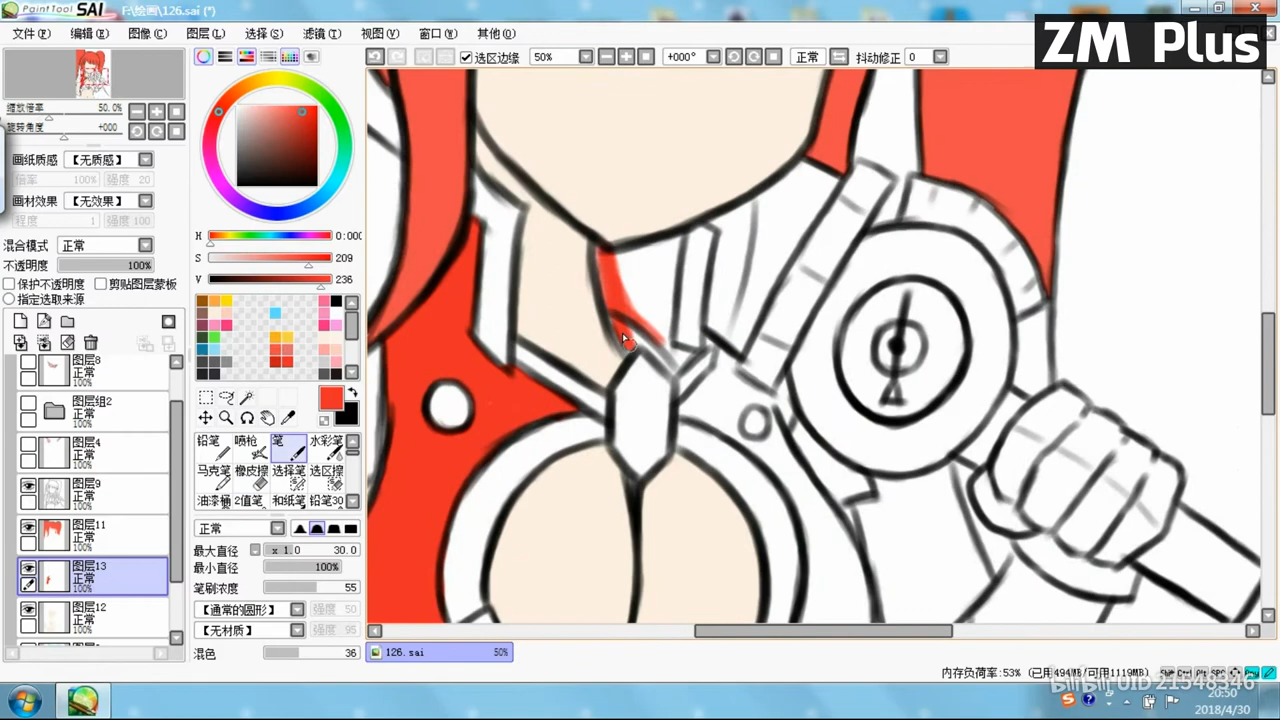 PaintTool SAI F:\绘画\126.sai (*)
ZM Plus
文件(F) 编辑(E) 图像(C) 图层(L) 选择(S) 滤镜(T) 视图(V) 窗口(W) 其他(O)
选区边缘 50% +000° 正常 抖动修正 0
缩放倍率 50.0%
旋转角度 +000
画纸质感 【无质感】
倍率 100% 强度 20
画材效果 【无效果】
程度 1 强度 100
混合模式 正常
不透明度 100%
保护不透明度 剪贴图层蒙板
指定选取来源
H 0:000
S 209
V 236
图层8
正常
100%
图层组2
正常
100%
图层4
正常
100%
图层9
正常
100%
图层11
正常
100%
图层13
正常
100%
图层12
正常
100%
铅笔 喷枪 笔 水彩笔
马克笔 橡皮擦 选择笔 选区擦
油漆桶 2值笔 和纸笔 铅笔30
正常
最大直径 x 1.0 30.0
最小直径 100%
笔刷浓度 55
【通常的圆形】 强度 50
【无材质】 强度 95
混色 36
126.sai 50%
内存负荷率:53% (已用494MB/可用1119MB)
bilibili UID 21548346
20:50
2018/4/30